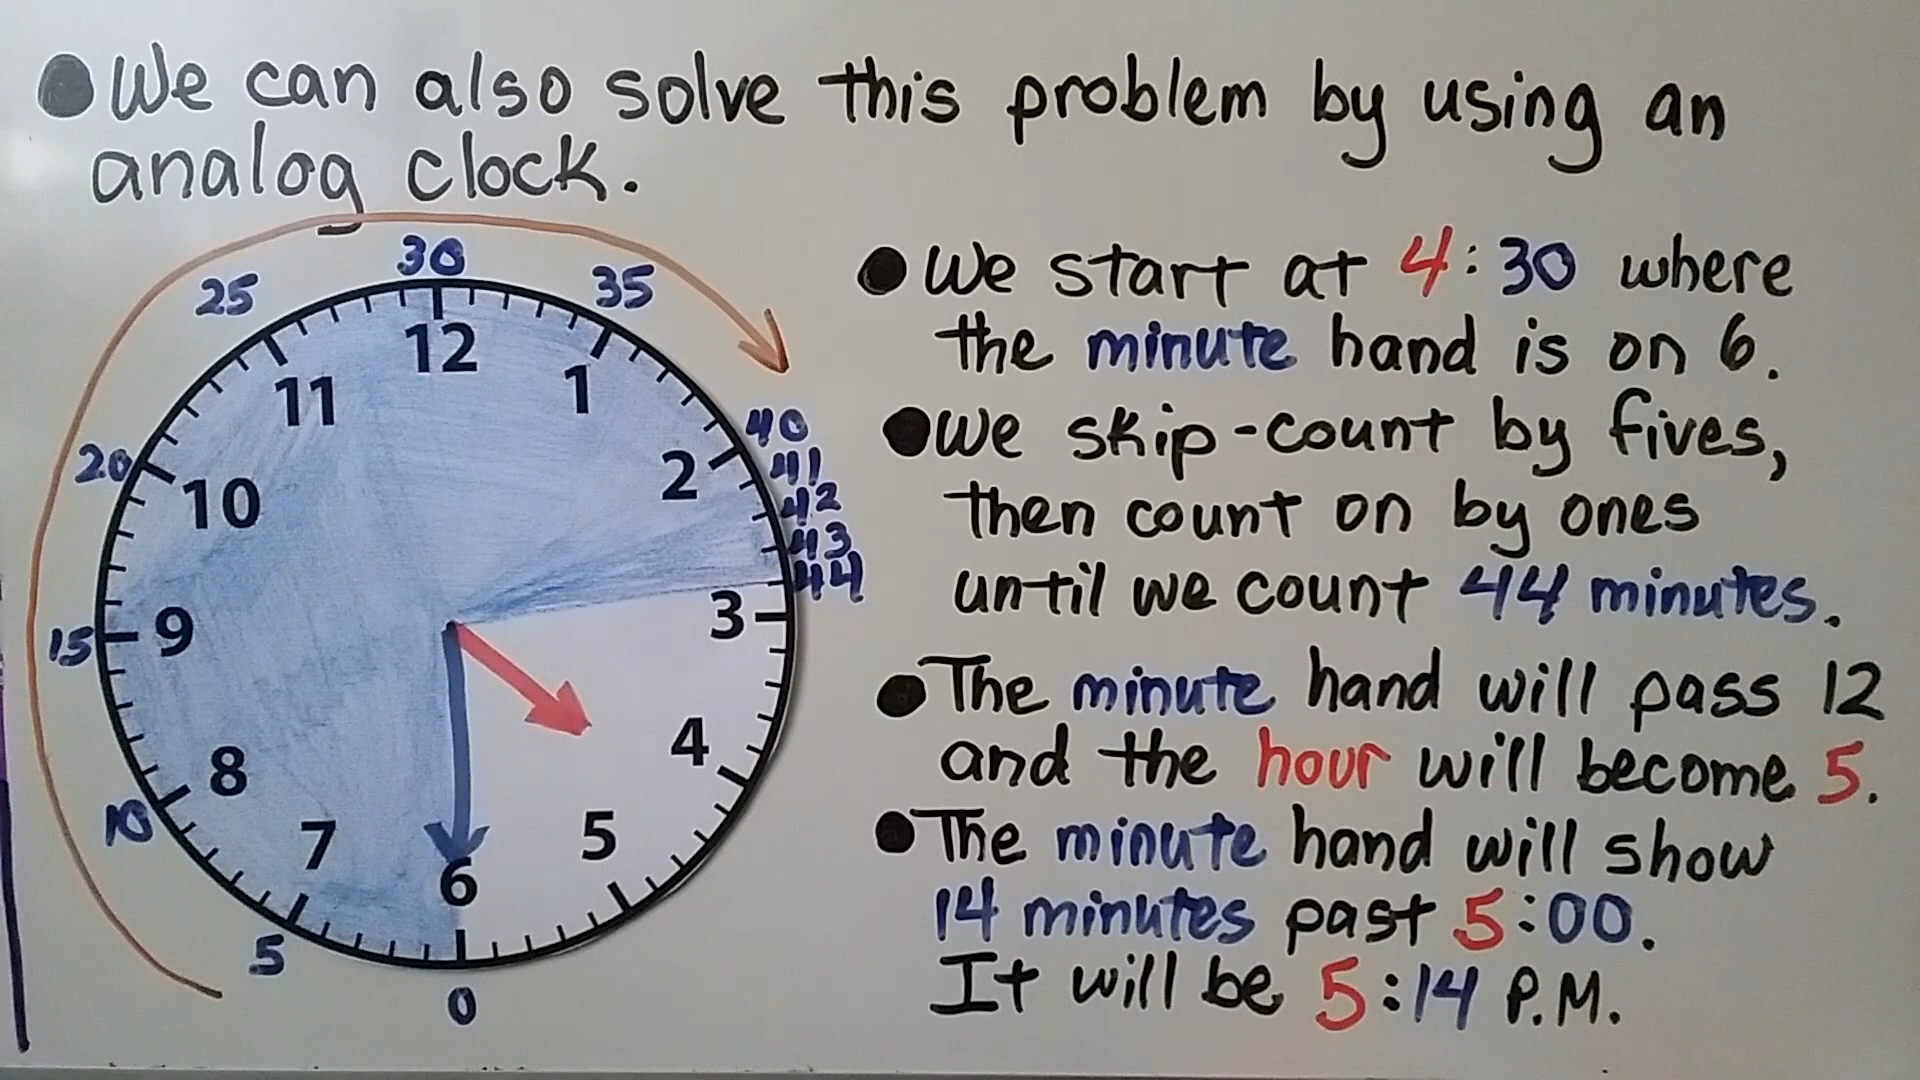 ● We can also solve this problem by using an
analog clock.
● We start at 4:30 where
the minute hand is on 6.
● We skip-count by fives,
then count on by ones
until we count 44 minutes.
● The minute hand will pass 12
and the hour will become 5.
● The minute hand will show
14 minutes past 5:00.
It will be 5:14 P.M.
30
25
35
40
41
42
43
44
20
15
10
5
0
12
1
2
3
4
5
6
7
8
9
10
11